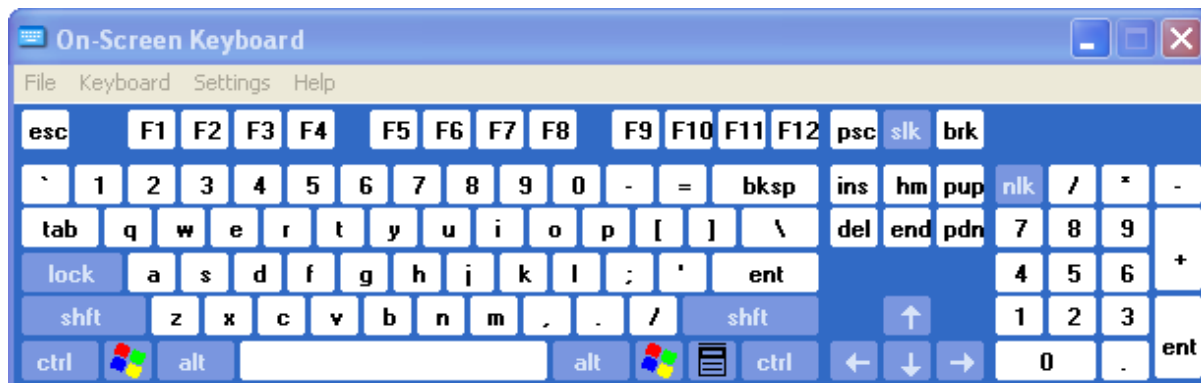 On-Screen Keyboard
File Keyboard Settings Help
esc F1 F2 F3 F4 F5 F6 F7 F8 F9 F10 F11 F12 psc slk brk
` 1 2 3 4 5 6 7 8 9 0 - = bksp ins hm pup nlk / * -
tab q w e r t y u i o p [ ] \ del end pdn 7 8 9 +
lock a s d f g h j k l ; ' ent 4 5 6
shft z x c v b n m , . / shft ↑ 1 2 3 ent
ctrl alt alt ctrl ← ↓ → 0 .